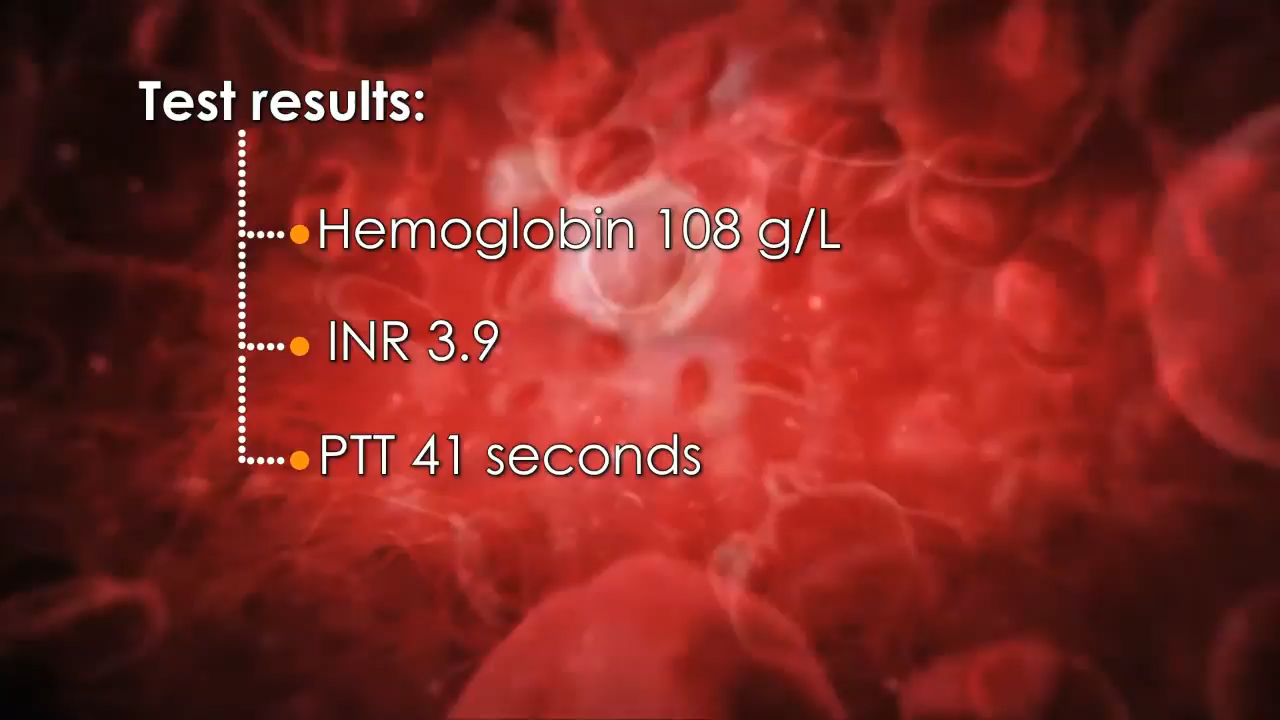 Test results:
Hemoglobin 108 g/L
INR 3.9
PTT 41 seconds